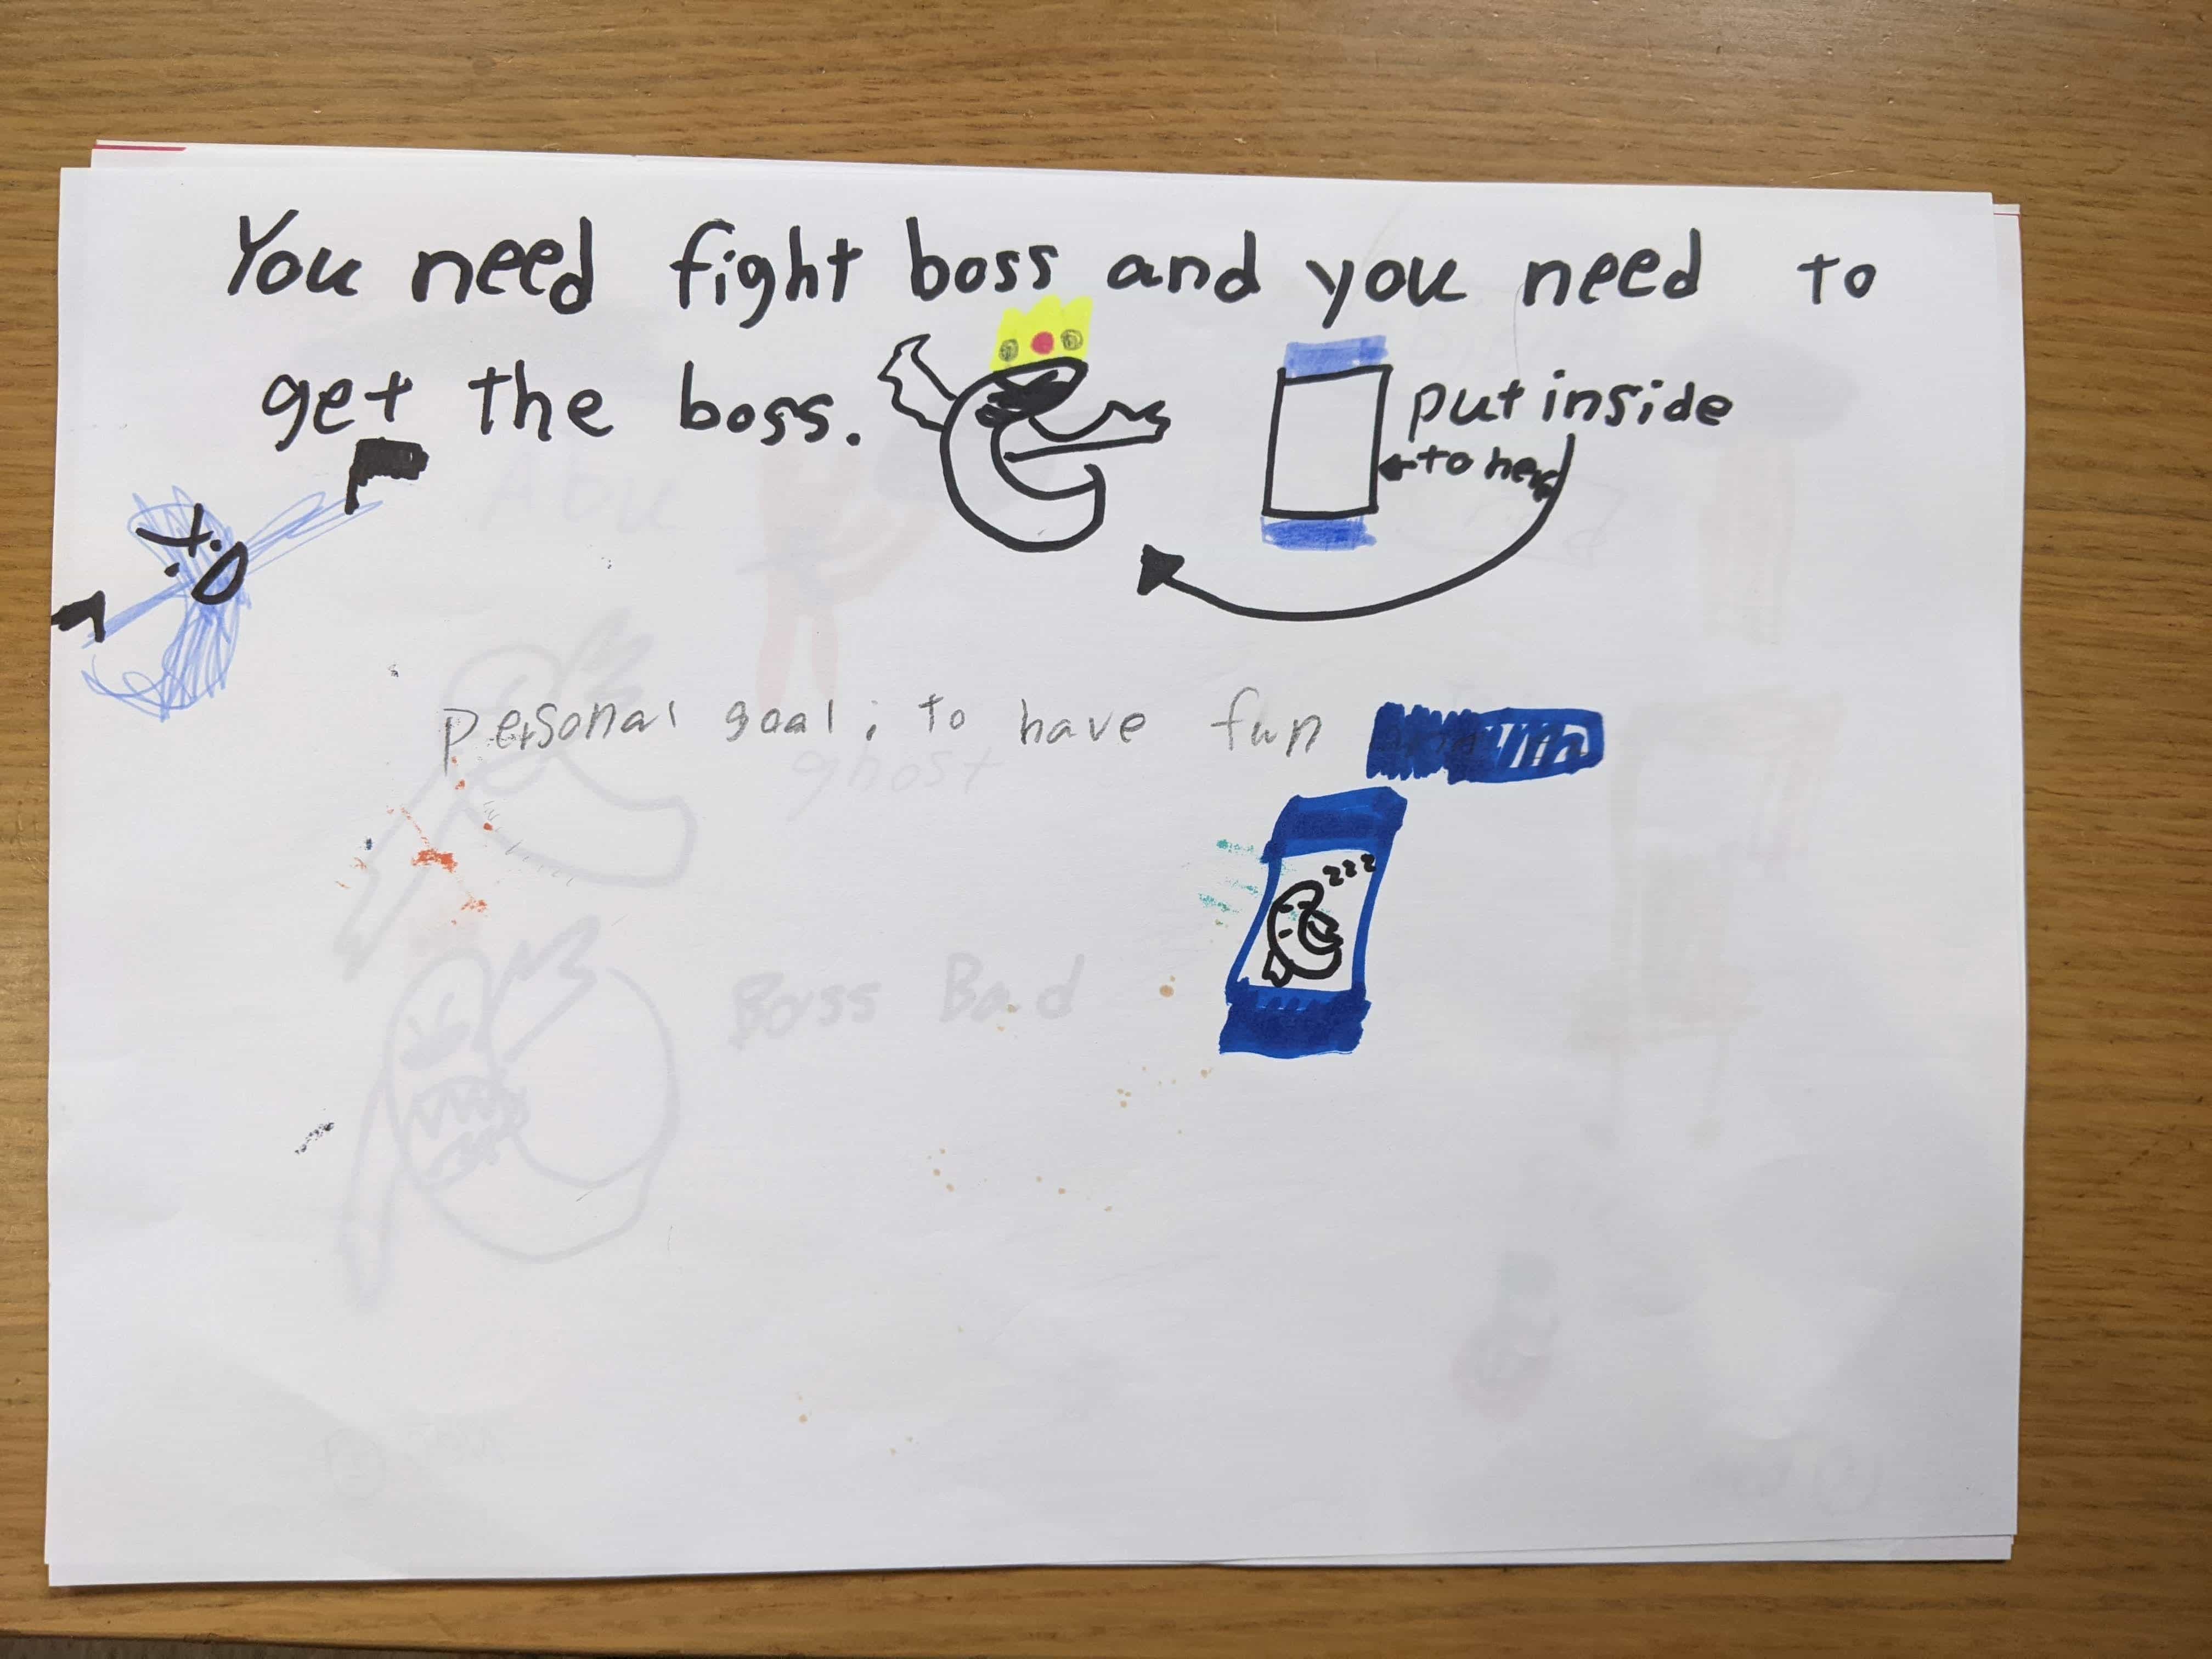 You need fight boss and you need to
get the boss.
put inside
to here
Abu
personal goal: to have fun
ghost
zzz
Boss Bad